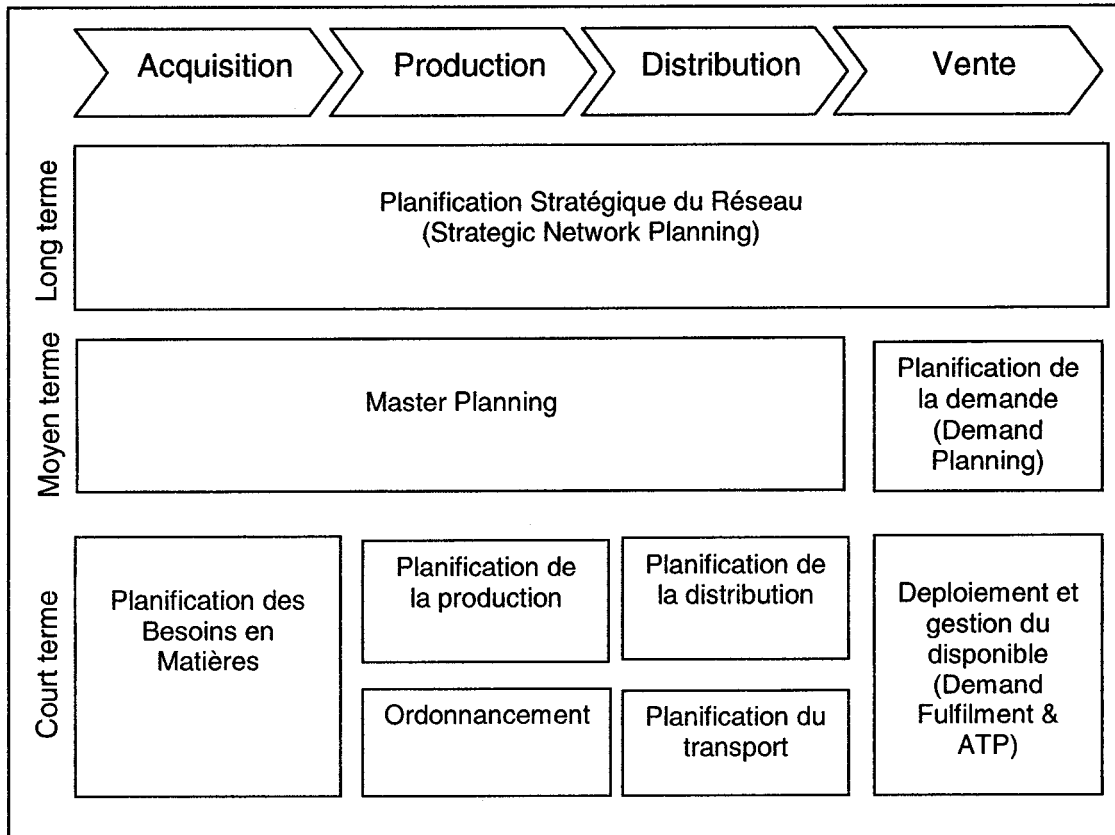 Acquisition
Production
Distribution
Vente
Long terme
Planification Stratégique du Réseau
(Strategic Network Planning)
Moyen terme
Master Planning
Planification de
la demande
(Demand
Planning)
Court terme
Planification des
Besoins en
Matières
Planification de
la production
Ordonnancement
Planification de
la distribution
Planification du
transport
Deploiement et
gestion du
disponible
(Demand
Fulfilment &
ATP)